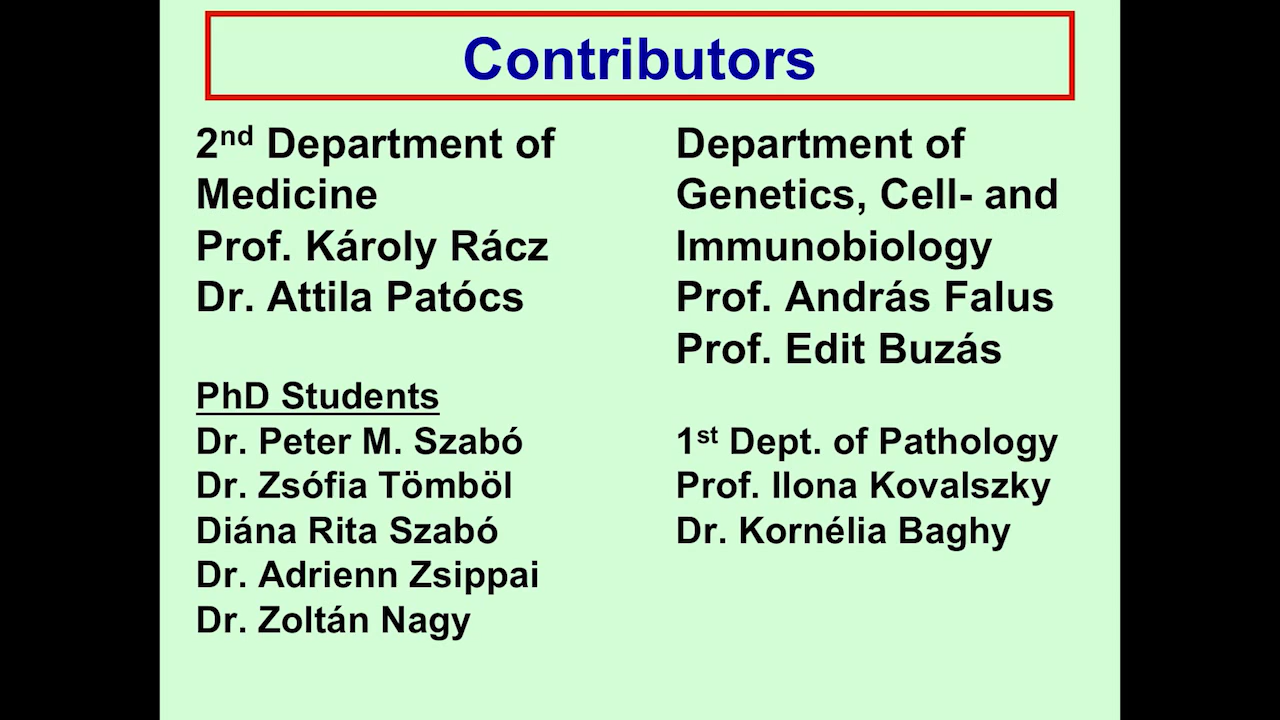 Contributors
2nd Department of
Medicine
Prof. Károly Rácz
Dr. Attila Patócs
PhD Students
Dr. Peter M. Szabó
Dr. Zsófia Tömböl
Diána Rita Szabó
Dr. Adrienn Zsippai
Dr. Zoltán Nagy
Department of
Genetics, Cell- and
Immunobiology
Prof. András Falus
Prof. Edit Buzás
1st Dept. of Pathology
Prof. Ilona Kovalszky
Dr. Kornélia Baghy